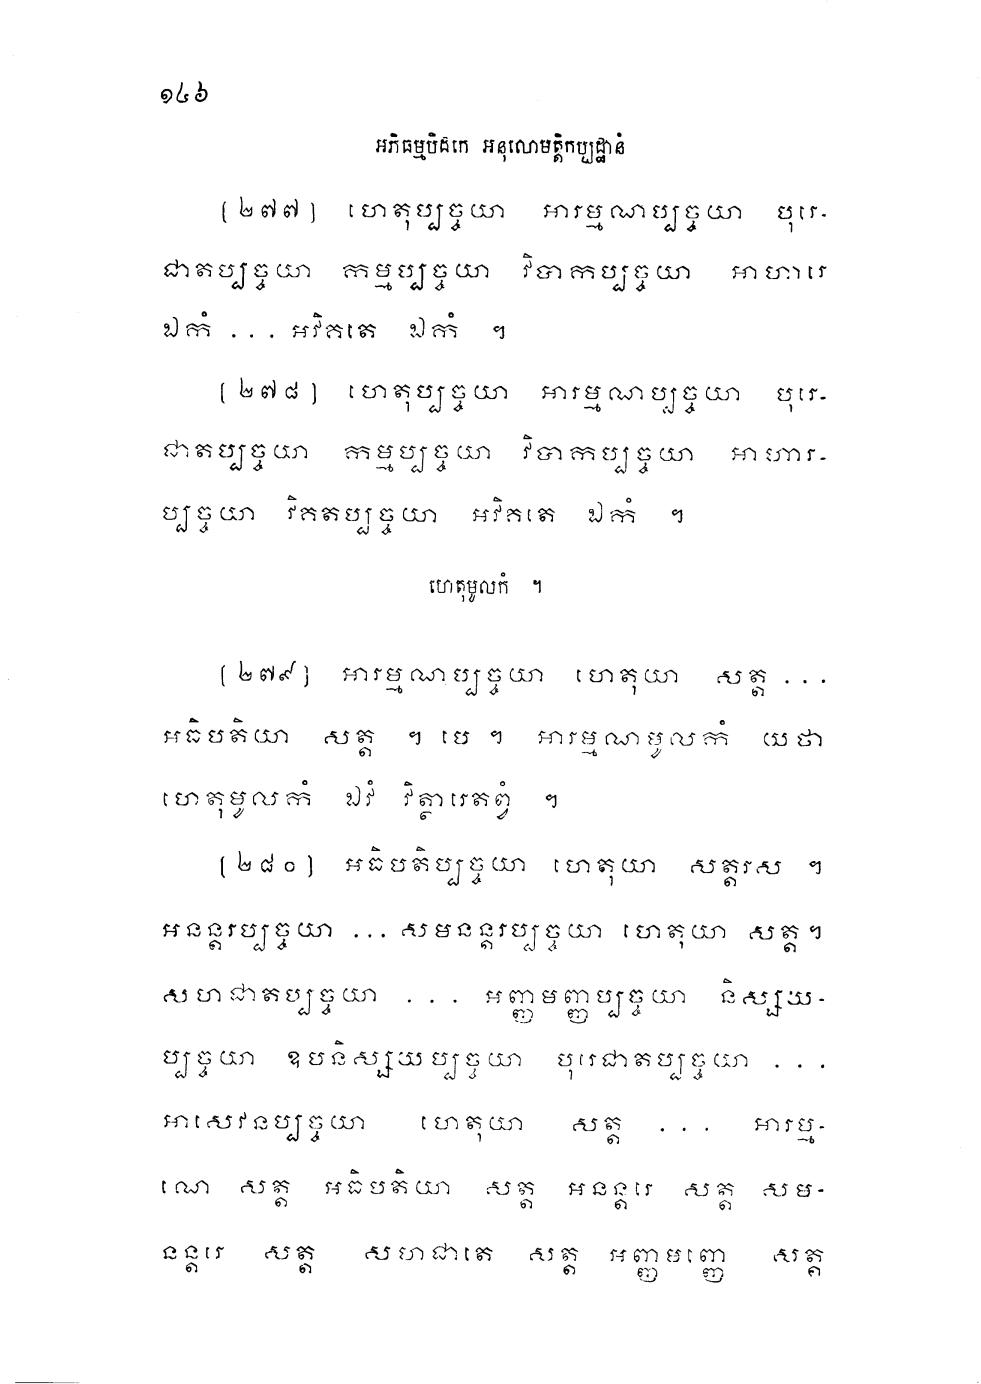 ១៤៦
អភិធម្មបិដកេ អនុលោមត្តិកប្បដ្ឋានំ
[២៧៧] ហេតុប្បច្ចយា អារម្មណប្បច្ចយា បុរេ-
ជាតប្បច្ចយា កម្មប្បច្ចយា វិបាកប្បច្ចយា អាហារេ
ឯកំ ... អវិគតេ ឯកំ ។
[២៧៨] ហេតុប្បច្ចយា អារម្មណប្បច្ចយា បុរេ-
ជាតប្បច្ចយា កម្មប្បច្ចយា វិបាកប្បច្ចយា អាហារ-
ប្បច្ចយា វិគតប្បច្ចយា អវិគតេ ឯកំ ។
ហេតុមូលកំ ។
[២៧៩] អារម្មណប្បច្ចយា ហេតុយា សត្ត ...
អធិបតិយា សត្ត ។ បេ ។ អារម្មណមូលកំ យថា
ហេតុមូលកំ ឯវំ វិត្ថារេតព្វំ ។
[២៨០] អធិបតិប្បច្ចយា ហេតុយា សត្តរស ។
អនន្តរប្បច្ចយា ... សមនន្តរប្បច្ចយា ហេតុយា សត្ត ។
សហជាតប្បច្ចយា ... អញ្ញមញ្ញប្បច្ចយា និស្សយ-
ប្បច្ចយា ឧបនិស្សយប្បច្ចយា បុរេជាតប្បច្ចយា ...
អាសេវនប្បច្ចយា ហេតុយា សត្ត ... អារម្ម-
ណេ សត្ត អធិបតិយា សត្ត អនន្តរេ សត្ត សម-
នន្តរេ សត្ត សហជាតេ សត្ត អញ្ញមញ្ញេ សត្ត